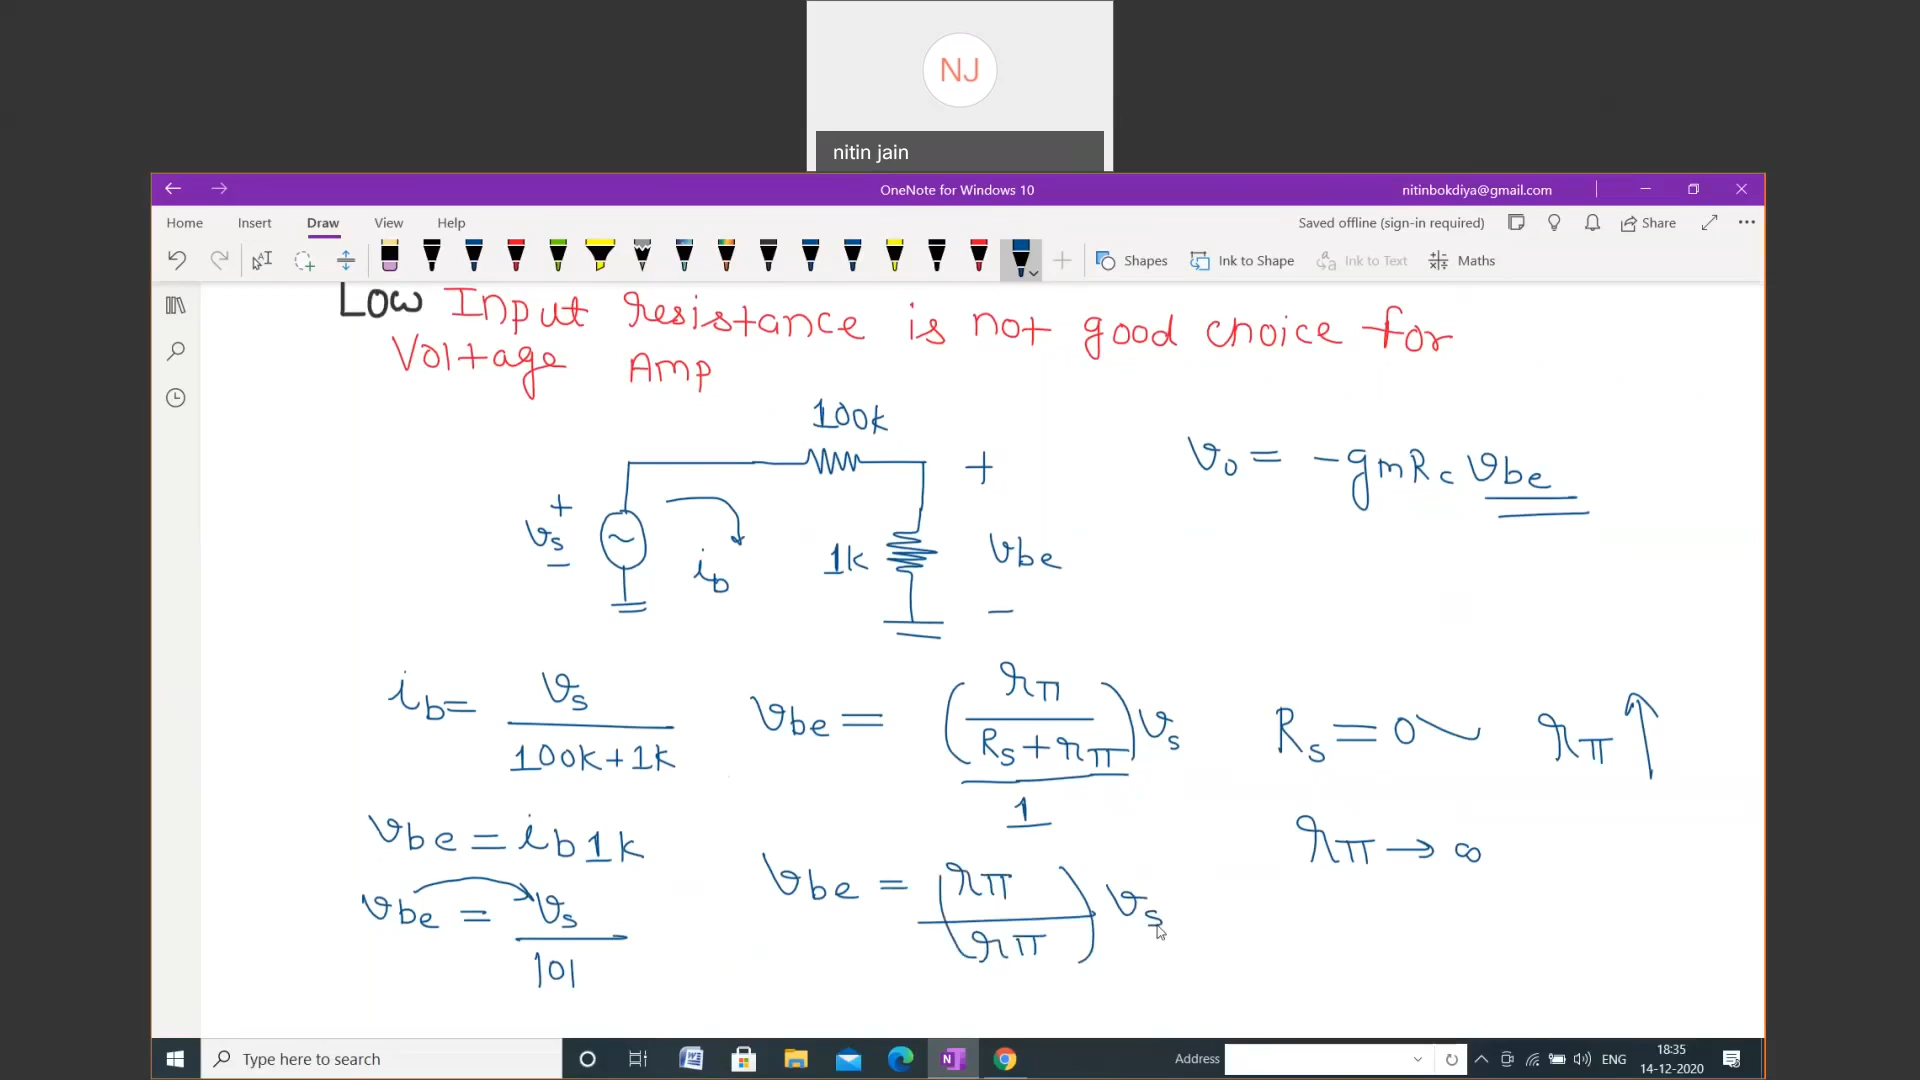 NJ
nitin jain
OneNote for Windows 10
nitinbokdiya@gmail.com
Home Insert Draw View Help
Saved offline (sign-in required)
Share
Shapes Ink to Shape Ink to Text Maths
Low Input resistance is not good choice for
Voltage Amp
100k
+
vo = -gmRc vbe
+
vs
-
ib
1k
vbe
-
ib = vs / 100k+1k
vbe = (rπ / Rs+rπ) vs
1
Rs = 0
rπ ↑
vbe = ib 1k
rπ → ∞
vbe = vs / 101
vbe = (rπ / rπ) vs
Type here to search
Address
ENG
18:35
14-12-2020